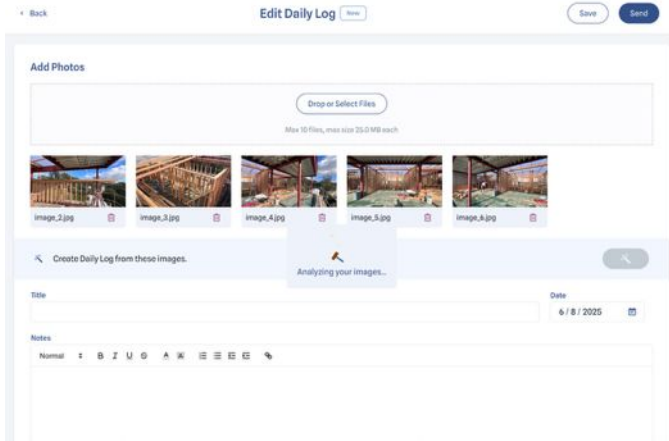 Back
Edit Daily Log New
Save
Send
Add Photos
Drop or Select Files
Max 10 files, max size 25.0 MB each
image_2.jpg
image_3.jpg
image_4.jpg
image_5.jpg
image_6.jpg
Create Daily Log from these images.
Analyzing your images...
Title
Date
6 / 8 / 2025
Notes
Normal B I U S A A